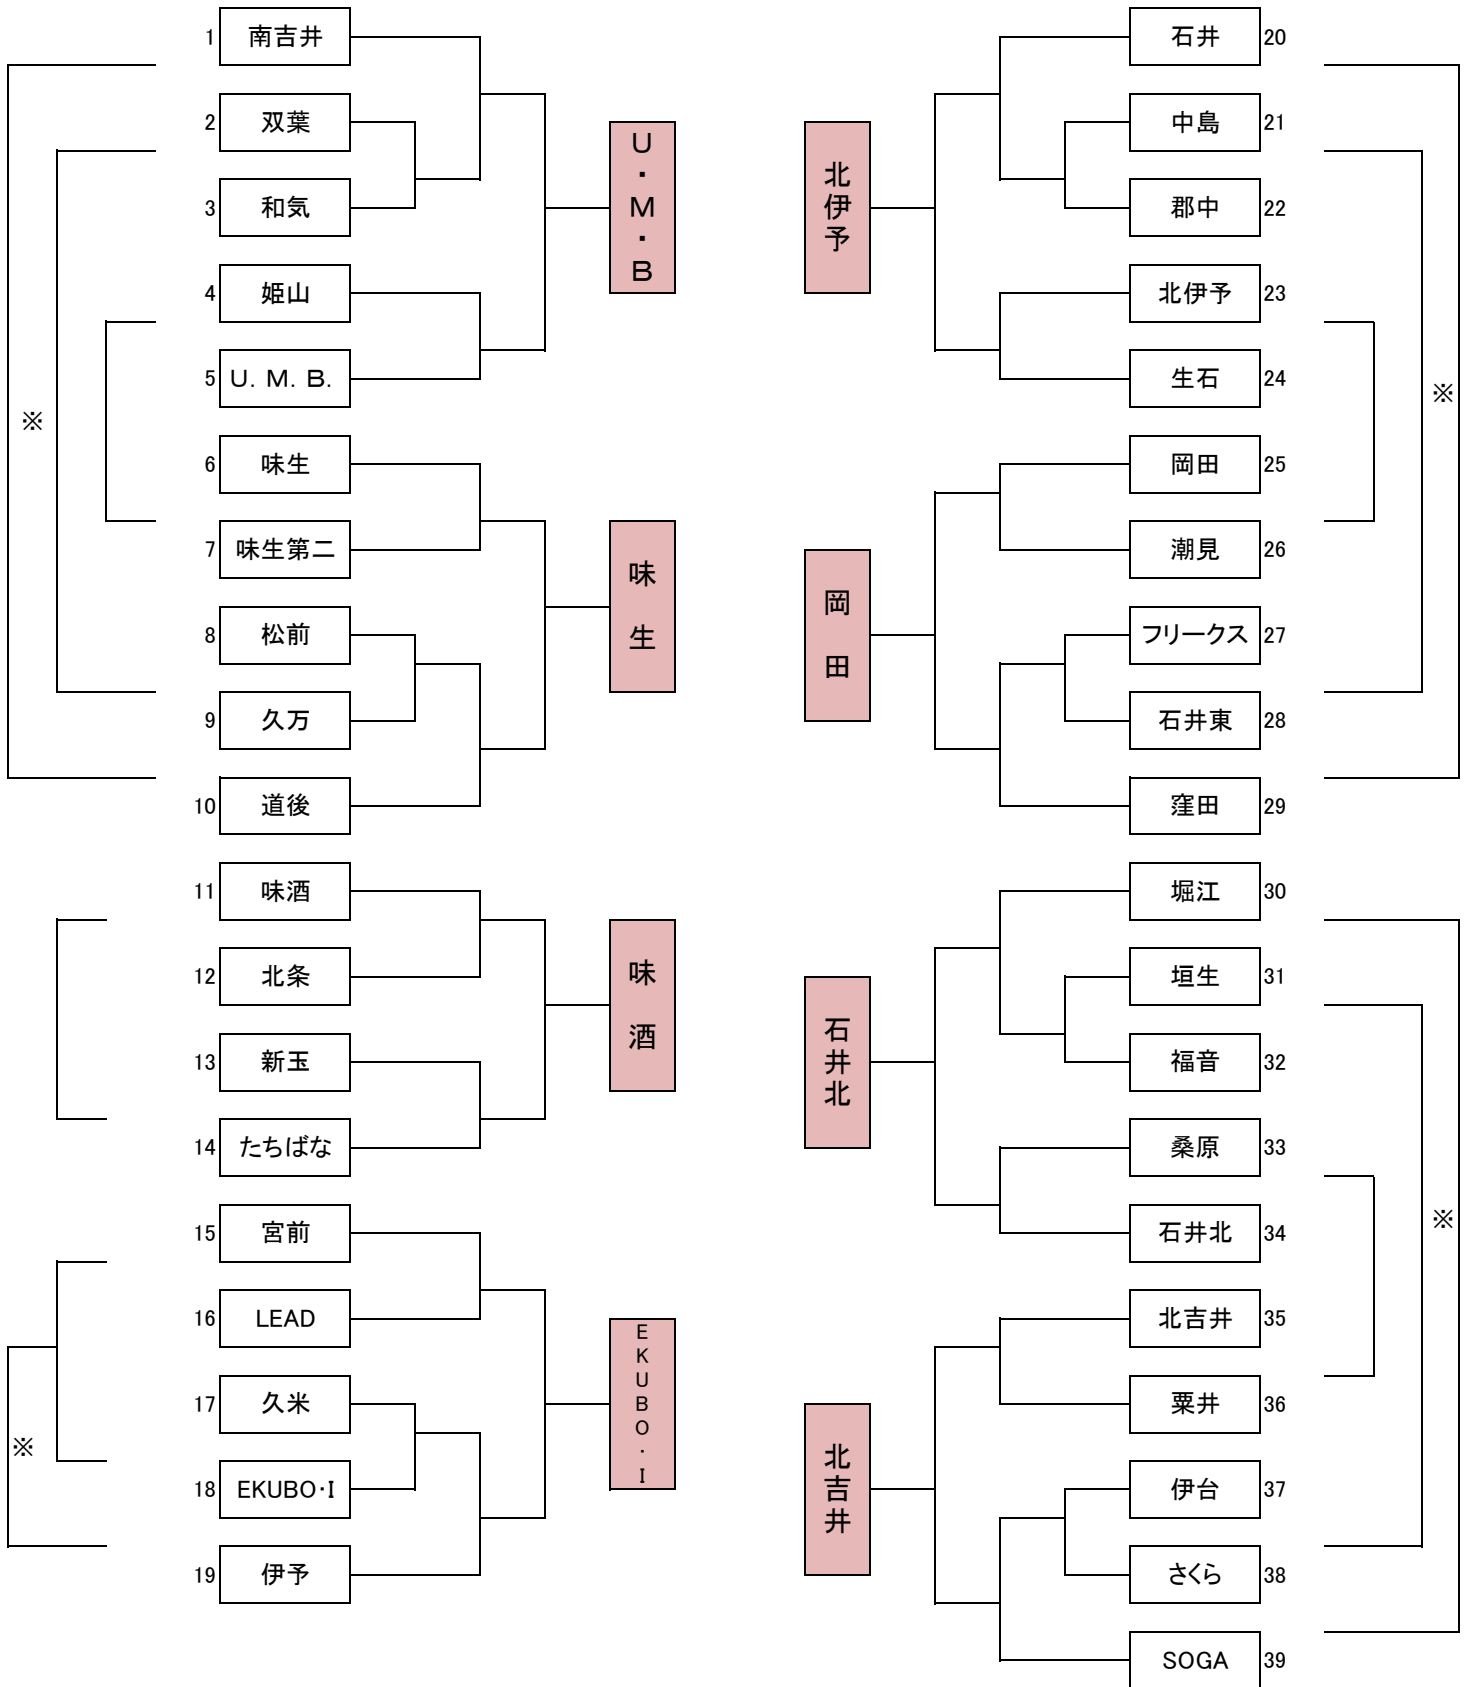 1 南吉井
2 双葉
3 和気
4 姫山
5 U. M. B.
6 味生
7 味生第二
8 松前
9 久万
10 道後
11 味酒
12 北条
13 新玉
14 たちばな
15 宮前
16 LEAD
17 久米
18 EKUBO・I
19 伊予
※
※
U・M・B
味生
味酒
EKUBO・I
北伊予
岡田
石井北
北吉井
石井 20
中島 21
郡中 22
北伊予 23
生石 24
岡田 25
潮見 26
フリークス 27
石井東 28
窪田 29
堀江 30
垣生 31
福音 32
桑原 33
石井北 34
北吉井 35
粟井 36
伊台 37
さくら 38
SOGA 39
※
※